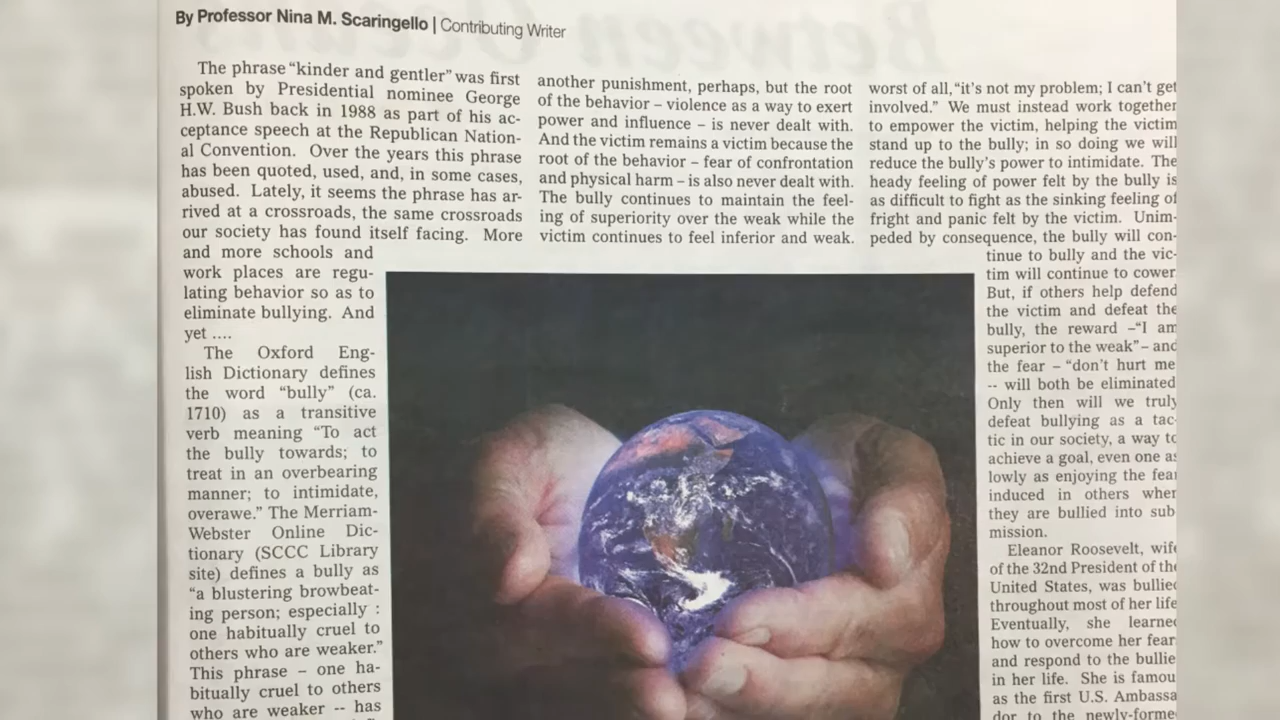 By Professor Nina M. Scaringello | Contributing Writer
The phrase "kinder and gentler" was first
spoken by Presidential nominee George
H.W. Bush back in 1988 as part of his ac-
ceptance speech at the Republican Nation-
al Convention. Over the years this phrase
has been quoted, used, and, in some cases,
abused. Lately, it seems the phrase has ar-
rived at a crossroads, the same crossroads
our society has found itself facing. More
and more schools and
work places are regu-
lating behavior so as to
eliminate bullying. And
yet ....
The Oxford Eng-
lish Dictionary defines
the word "bully" (ca.
1710) as a transitive
verb meaning "To act
the bully towards; to
treat in an overbearing
manner; to intimidate,
overawe." The Merriam-
Webster Online Dic-
tionary (SCCC Library
site) defines a bully as
"a blustering browbeat-
ing person; especially :
one habitually cruel to
others who are weaker."
This phrase – one ha-
bitually cruel to others
who are weaker -- has
another punishment, perhaps, but the root
of the behavior – violence as a way to exert
power and influence – is never dealt with.
And the victim remains a victim because the
root of the behavior – fear of confrontation
and physical harm – is also never dealt with.
The bully continues to maintain the feel-
ing of superiority over the weak while the
victim continues to feel inferior and weak.
worst of all, "it's not my problem; I can't get
involved." We must instead work together
to empower the victim, helping the victim
stand up to the bully; in so doing we will
reduce the bully's power to intimidate. The
heady feeling of power felt by the bully is
as difficult to fight as the sinking feeling of
fright and panic felt by the victim. Unim-
peded by consequence, the bully will con-
tinue to bully and the vic-
tim will continue to cower
But, if others help defend
the victim and defeat the
bully, the reward –"I am
superior to the weak"– and
the fear – "don't hurt me
-- will both be eliminated
Only then will we truly
defeat bullying as a tac-
tic in our society, a way to
achieve a goal, even one as
lowly as enjoying the fear
induced in others when
they are bullied into sub
mission.
Eleanor Roosevelt, wife
of the 32nd President of the
United States, was bullied
throughout most of her life
Eventually, she learned
how to overcome her fear
and respond to the bullie
in her life. She is famou
as the first U.S. Ambassa
dor to the newly-forme